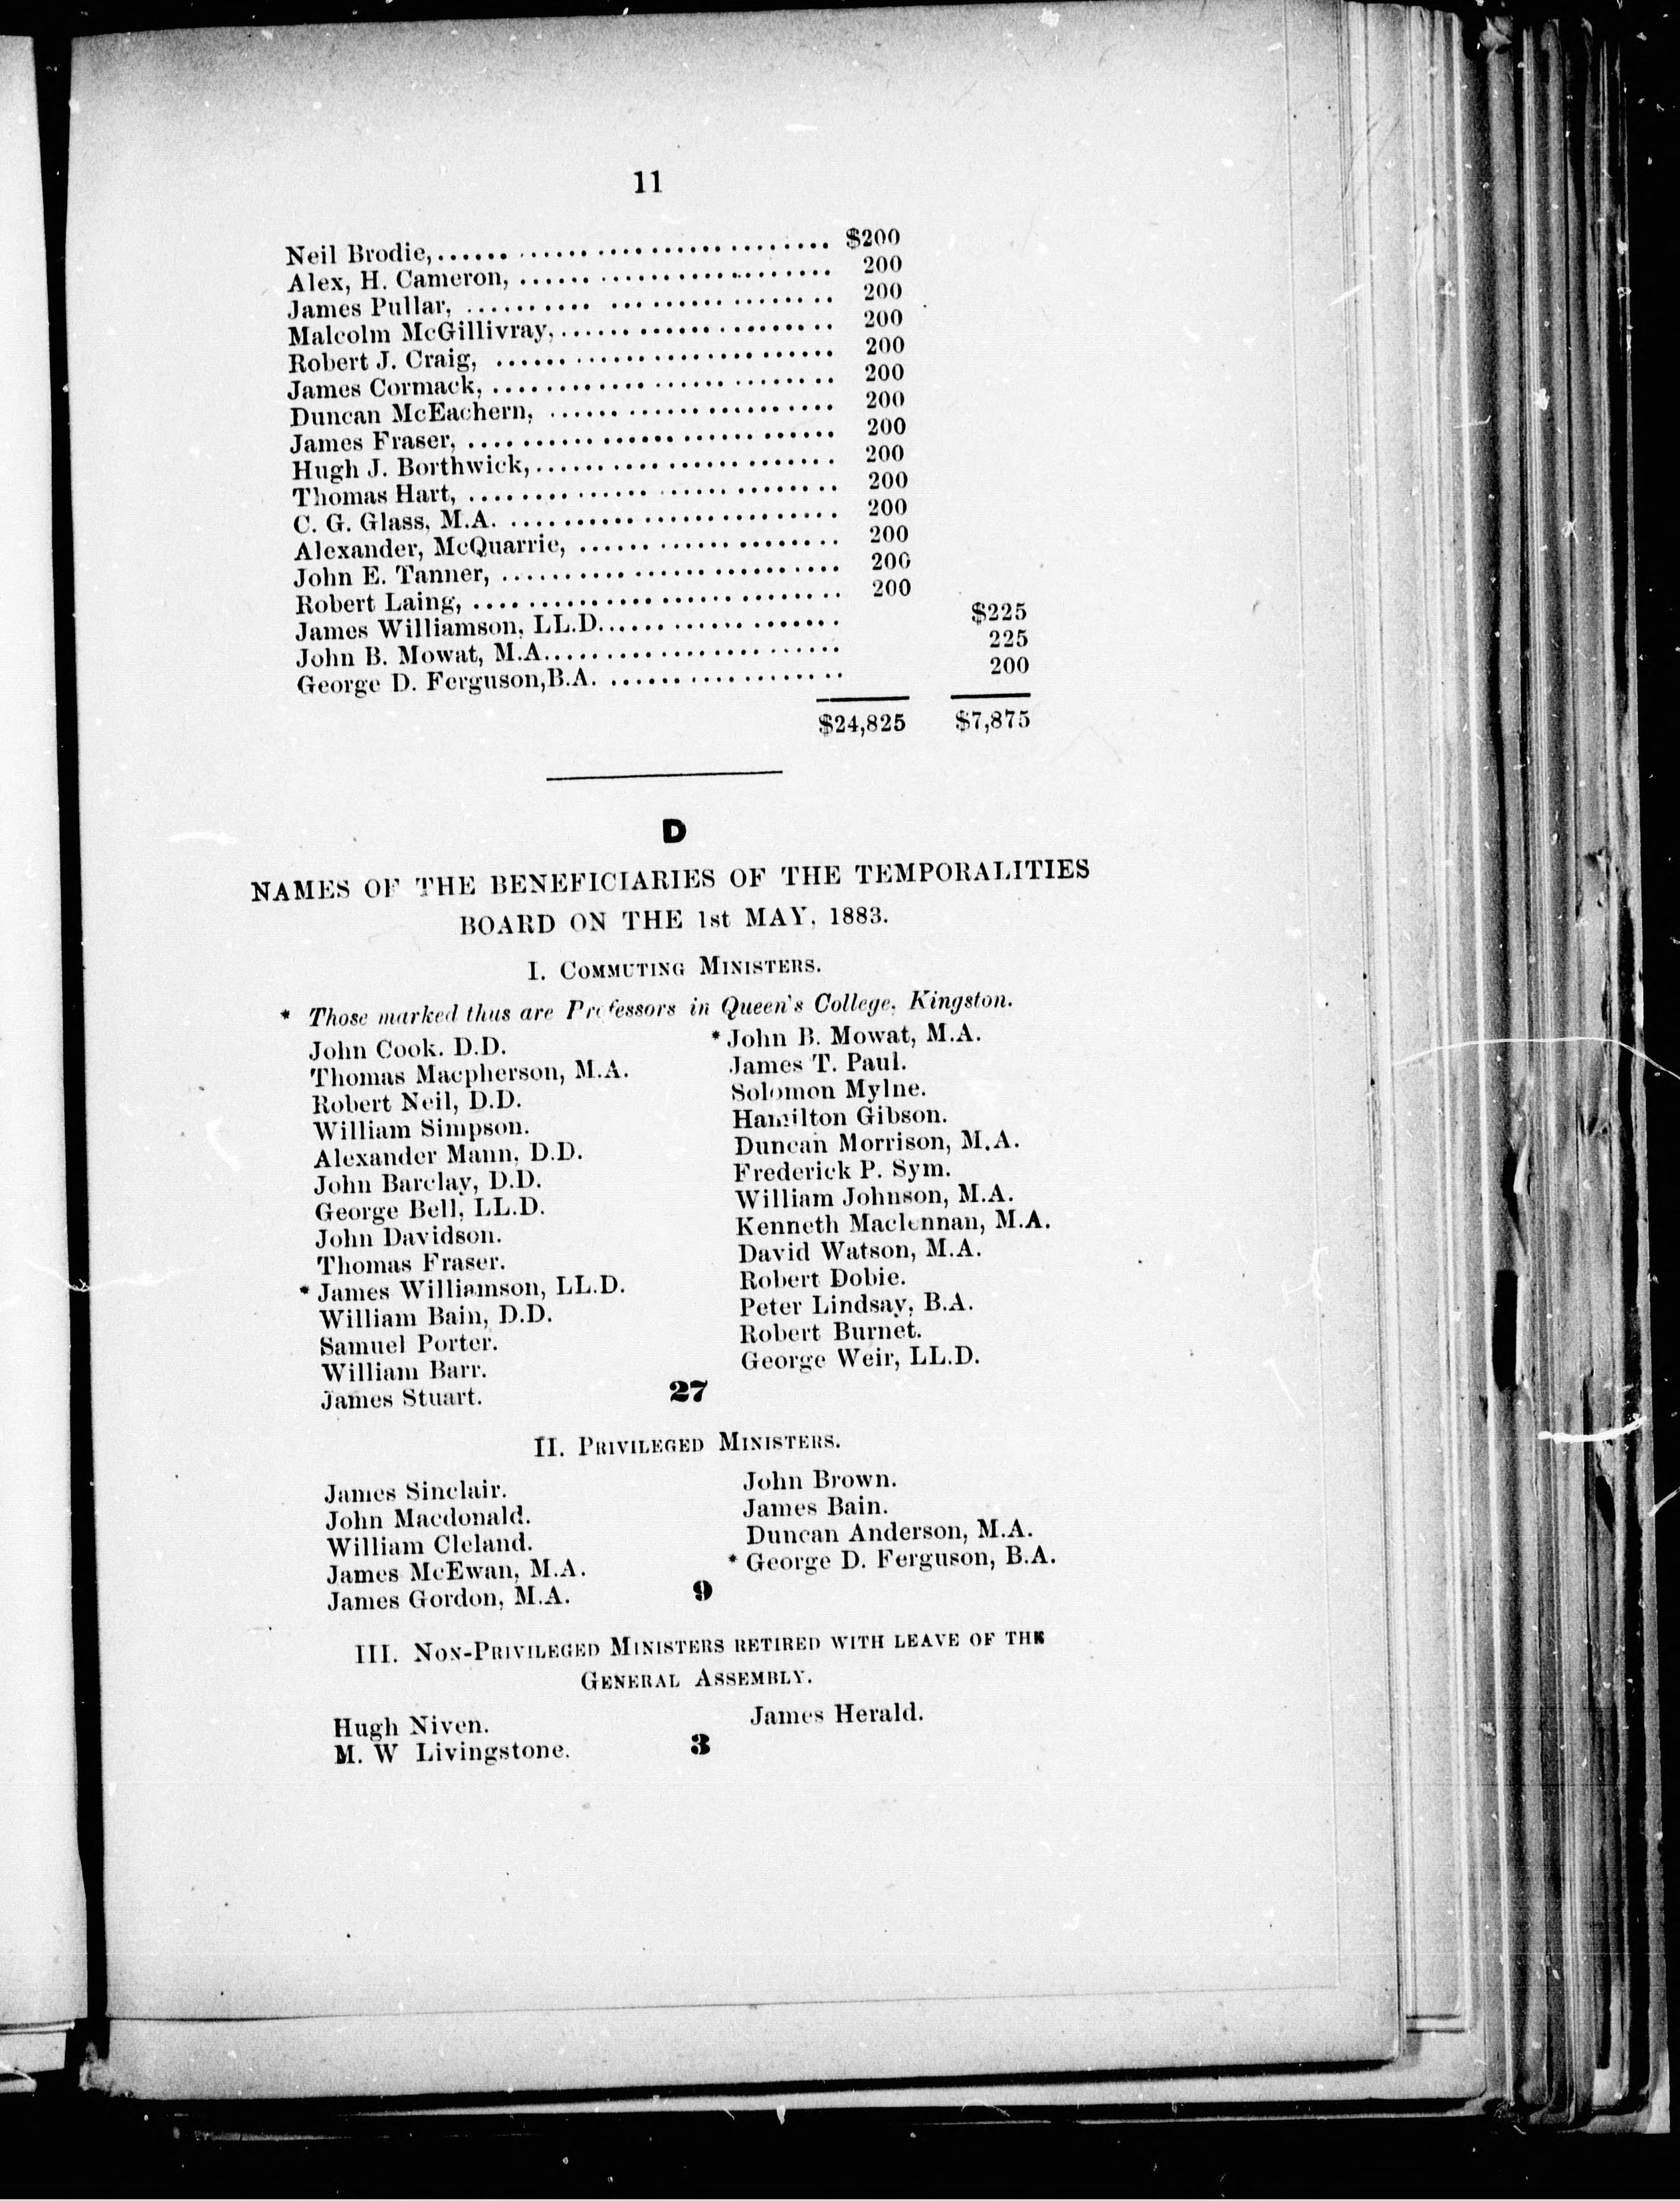 11
Neil Brodie, $200
Alex, H. Cameron, 200
James Pullar, 200
Malcolm McGillivray, 200
Robert J. Craig, 200
James Cormack, 200
Duncan McEachern, 200
James Fraser, 200
Hugh J. Borthwick, 200
Thomas Hart, 200
C. G. Glass, M.A. 200
Alexander, McQuarrie, 200
John E. Tanner, 200
Robert Laing, 200
James Williamson, LL.D. $225
John B. Mowat, M.A. 225
George D. Ferguson, B.A. 200
$24,825 $7,875
D
NAMES OF THE BENEFICIARIES OF THE TEMPORALITIES
BOARD ON THE 1st MAY, 1883.
I. COMMUTING MINISTERS.
* Those marked thus are Professors in Queen's College, Kingston.
John Cook. D.D.
Thomas Macpherson, M.A.
Robert Neil, D.D.
William Simpson.
Alexander Mann, D.D.
John Barclay, D.D.
George Bell, LL.D.
John Davidson.
Thomas Fraser.
* James Williamson, LL.D.
William Bain, D.D.
Samuel Porter.
William Barr.
James Stuart.
* John B. Mowat, M.A.
James T. Paul.
Solomon Mylne.
Hamilton Gibson.
Duncan Morrison, M.A.
Frederick P. Sym.
William Johnson, M.A.
Kenneth Maclennan, M.A.
David Watson, M.A.
Robert Dobie.
Peter Lindsay, B.A.
Robert Burnet.
George Weir, LL.D.
27
II. PRIVILEGED MINISTERS.
James Sinclair.
John Macdonald.
William Cleland.
James McEwan, M.A.
James Gordon, M.A.
John Brown.
James Bain.
Duncan Anderson, M.A.
* George D. Ferguson, B.A.
9
III. NON-PRIVILEGED MINISTERS RETIRED WITH LEAVE OF THE
GENERAL ASSEMBLY.
Hugh Niven.
M. W Livingstone.
James Herald.
3